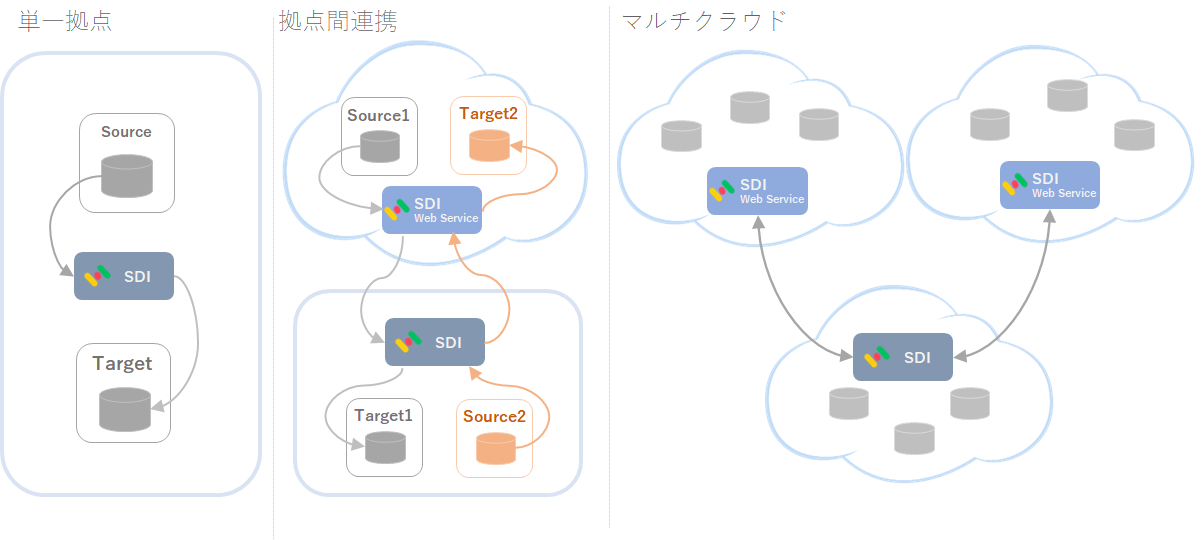 単一拠点
Source
SDI
Target
拠点間連携
Source1
Target2
SDI
Web Service
SDI
Target1
Source2
マルチクラウド
SDI
Web Service
SDI
Web Service
SDI